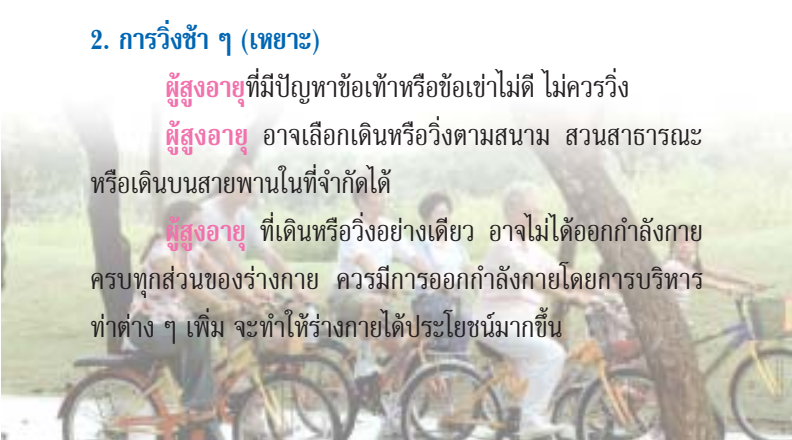 2. การวิ่งช้า ๆ (เหยาะ)
ผู้สูงอายุที่มีปัญหาข้อเท้าหรือข้อเข่าไม่ดี ไม่ควรวิ่ง
ผู้สูงอายุ อาจเลือกเดินหรือวิ่งตามสนาม สวนสาธารณะ
หรือเดินบนสายพานในที่จำกัดได้
ผู้สูงอายุ ที่เดินหรือวิ่งอย่างเดียว อาจไม่ได้ออกกำลังกาย
ครบทุกส่วนของร่างกาย ควรมีการออกกำลังกายโดยการบริหาร
ท่าต่าง ๆ เพิ่ม จะทำให้ร่างกายได้ประโยชน์มากขึ้น